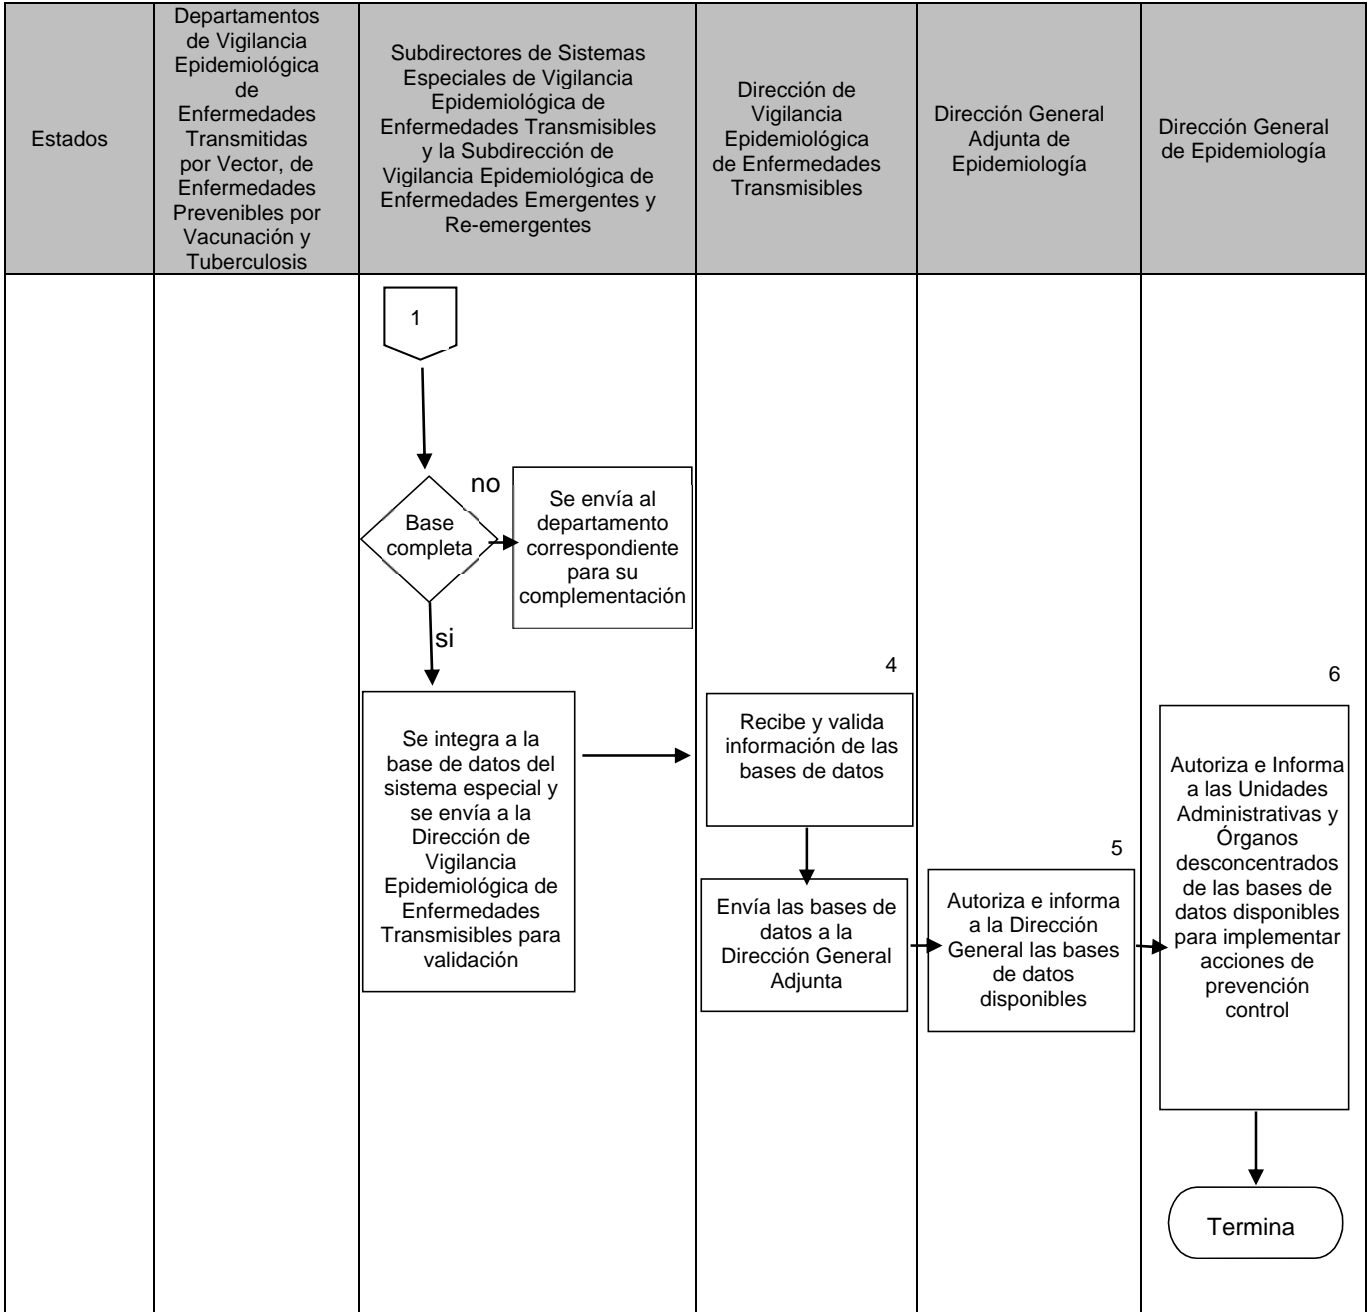 Estados
Departamentos
de Vigilancia
Epidemiológica
de
Enfermedades
Transmitidas
por Vector, de
Enfermedades
Prevenibles por
Vacunación y
Tuberculosis
Subdirectores de Sistemas
Especiales de Vigilancia
Epidemiológica de
Enfermedades Transmisibles
y la Subdirección de
Vigilancia Epidemiológica de
Enfermedades Emergentes y
Re-emergentes
Dirección de
Vigilancia
Epidemiológica
de Enfermedades
Transmisibles
Dirección General
Adjunta de
Epidemiología
Dirección General
de Epidemiología
1
Base
completa
no
Se envía al
departamento
correspondiente
para su
complementación
si
Se integra a la
base de datos del
sistema especial y
se envía a la
Dirección de
Vigilancia
Epidemiológica de
Enfermedades
Transmisibles para
validación
4
Recibe y valida
información de las
bases de datos
Envía las bases de
datos a la
Dirección General
Adjunta
5
Autoriza e informa
a la Dirección
General las bases
de datos
disponibles
6
Autoriza e Informa
a las Unidades
Administrativas y
Órganos
desconcentrados
de las bases de
datos disponibles
para implementar
acciones de
prevención
control
Termina